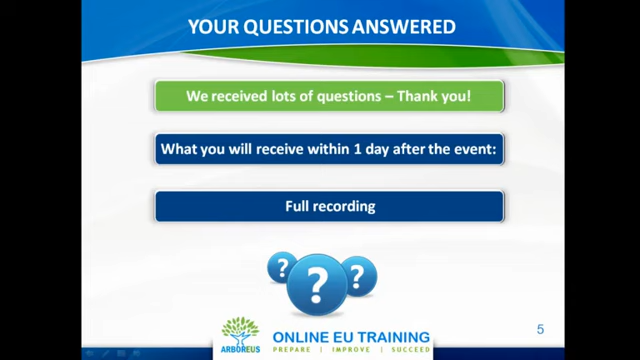 YOUR QUESTIONS ANSWERED
We received lots of questions – Thank you!
What you will receive within 1 day after the event:
Full recording
? ? ?
5
ARBOREUS
ONLINE EU TRAINING
PREPARE | IMPROVE | SUCCEED